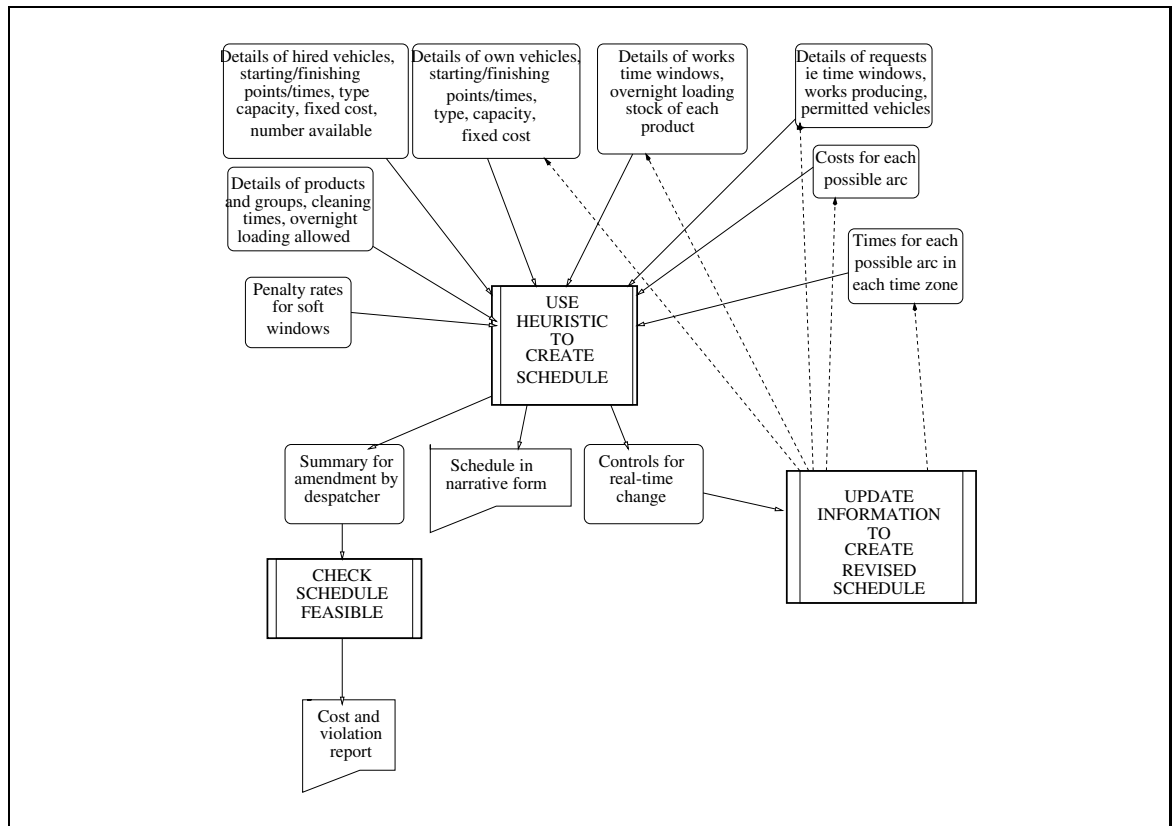 Details of hired vehicles,
starting/finishing
points/times, type
capacity, fixed cost,
number available
Details of own vehicles,
starting/finishing
points/times,
type, capacity,
fixed cost
Details of works
time windows,
overnight loading
stock of each
product
Details of requests
ie time windows,
works producing,
permitted vehicles
Costs for each
possible arc
Details of products
and groups, cleaning
times, overnight
loading allowed
Times for each
possible arc in
each time zone
Penalty rates
for soft
windows
USE
HEURISTIC
TO
CREATE
SCHEDULE
Summary for
amendment by
despatcher
Schedule in
narrative form
Controls for
real-time
change
UPDATE
INFORMATION
TO
CREATE
REVISED
SCHEDULE
CHECK
SCHEDULE
FEASIBLE
Cost and
violation
report